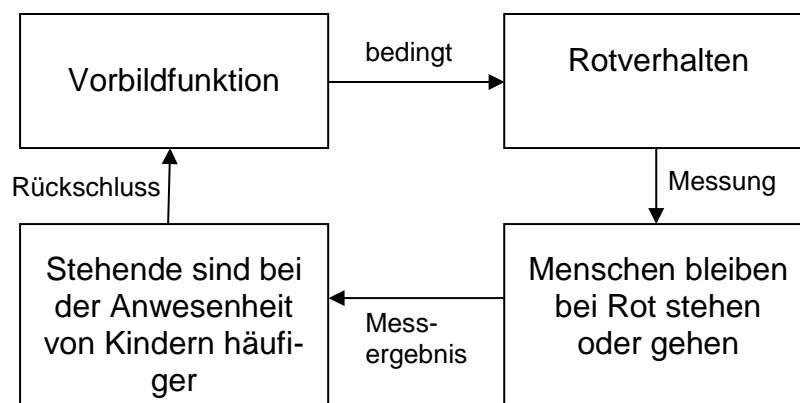 Vorbildfunktion
bedingt
Rotverhalten
Rückschluss
Messung
Stehende sind bei
der Anwesenheit
von Kindern häufi-
ger
Mess-
ergebnis
Menschen bleiben
bei Rot stehen
oder gehen